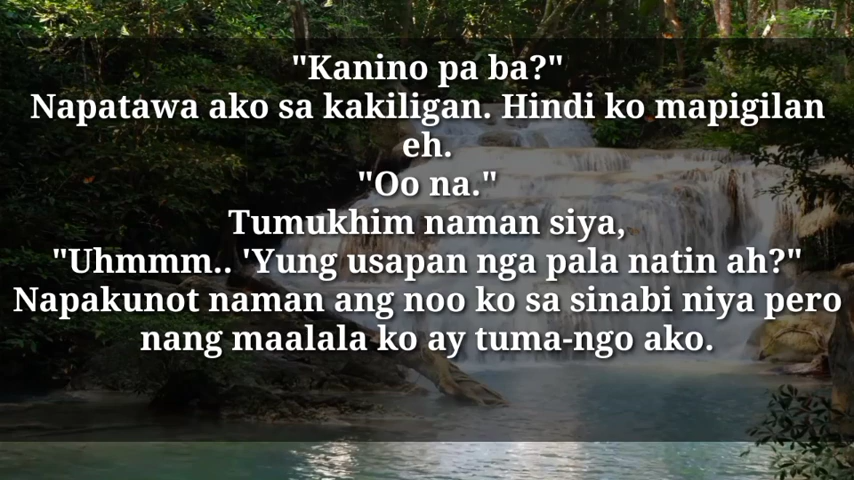 "Kanino pa ba?"
Napatawa ako sa kakiligan. Hindi ko mapigilan
eh.
"Oo na."
Tumukhim naman siya,
"Uhmmm.. 'Yung usapan nga pala natin ah?"
Napakunot naman ang noo ko sa sinabi niya pero
nang maalala ko ay tuma-ngo ako.